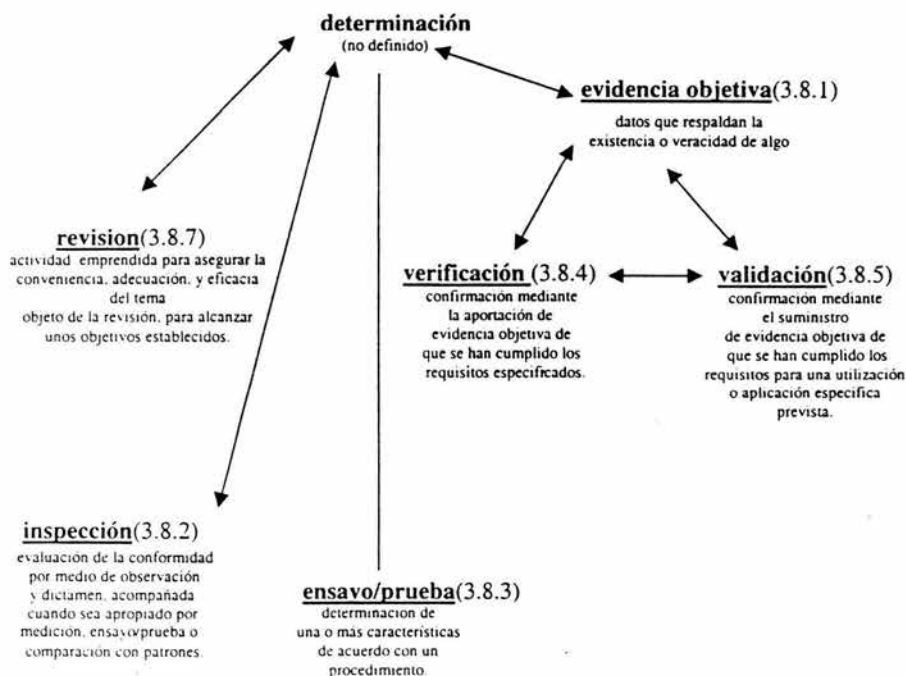 determinación
(no definido)
evidencia objetiva(3.8.1)
datos que respaldan la
existencia o veracidad de algo
revision(3.8.7)
actividad emprendida para asegurar la
conveniencia, adecuación, y eficacia
del tema
objeto de la revisión, para alcanzar
unos objetivos establecidos.
verificación (3.8.4)
confirmación mediante
la aportación de
evidencia objetiva de
que se han cumplido los
requisitos especificados.
validación(3.8.5)
confirmación mediante
el suministro
de evidencia objetiva de
que se han cumplido los
requisitos para una utilización
o aplicación especifica
prevista.
inspección(3.8.2)
evaluación de la conformidad
por medio de observación
y dictamen, acompañada
cuando sea apropiado por
medición, ensayo/prueba o
comparación con patrones.
ensayo/prueba(3.8.3)
determinacion de
una o más características
de acuerdo con un
procedimiento.